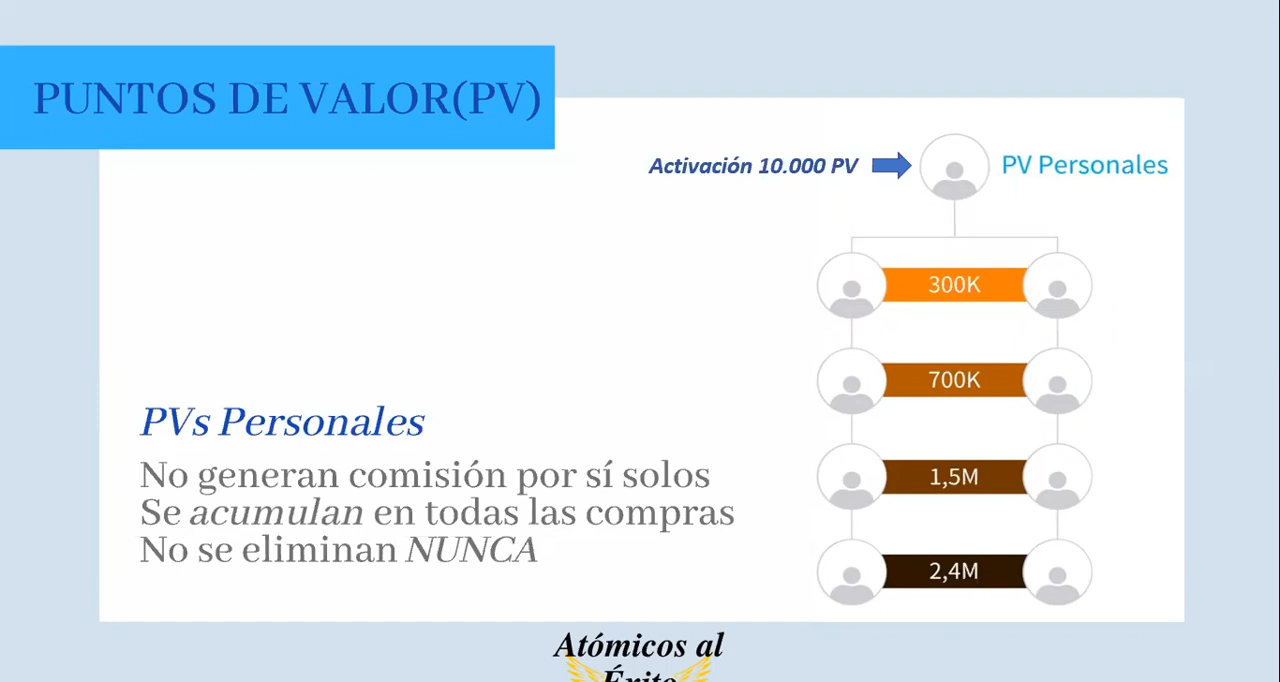 PUNTOS DE VALOR(PV)
Activación 10.000 PV
PV Personales
300K
700K
1,5M
2,4M
PVs Personales
No generan comisión por sí solos
Se acumulan en todas las compras
No se eliminan NUNCA
Atómicos al
Éxito